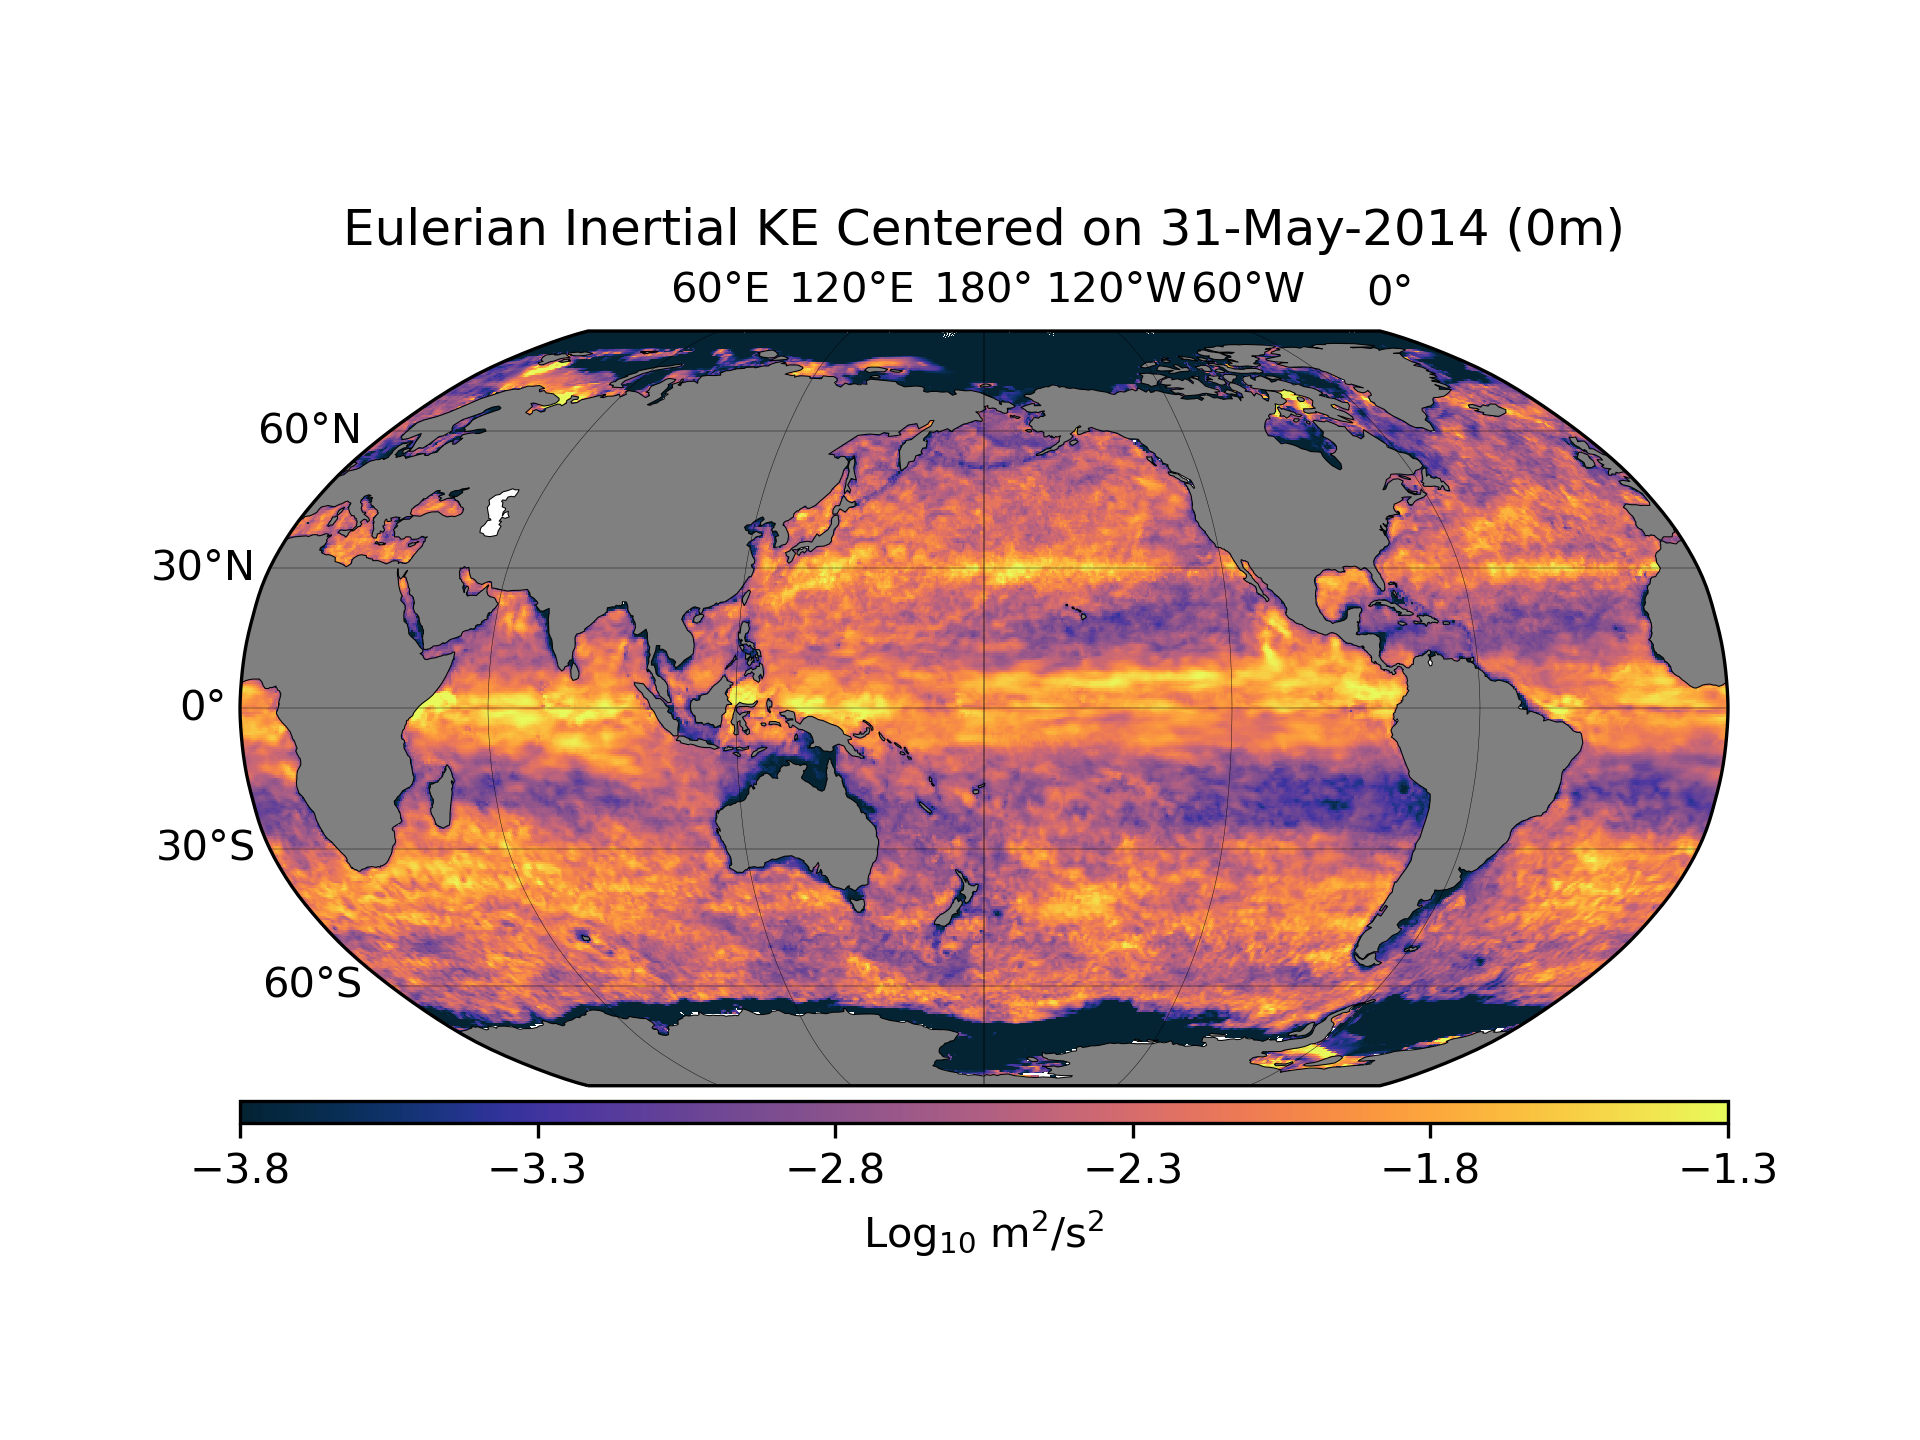 Eulerian Inertial KE Centered on 31-May-2014 (0m)
60°E 120°E 180° 120°W 60°W 0°
60°N
30°N
0°
30°S
60°S
−3.8 −3.3 −2.8 −2.3 −1.8 −1.3
Log₁₀ m²/s²